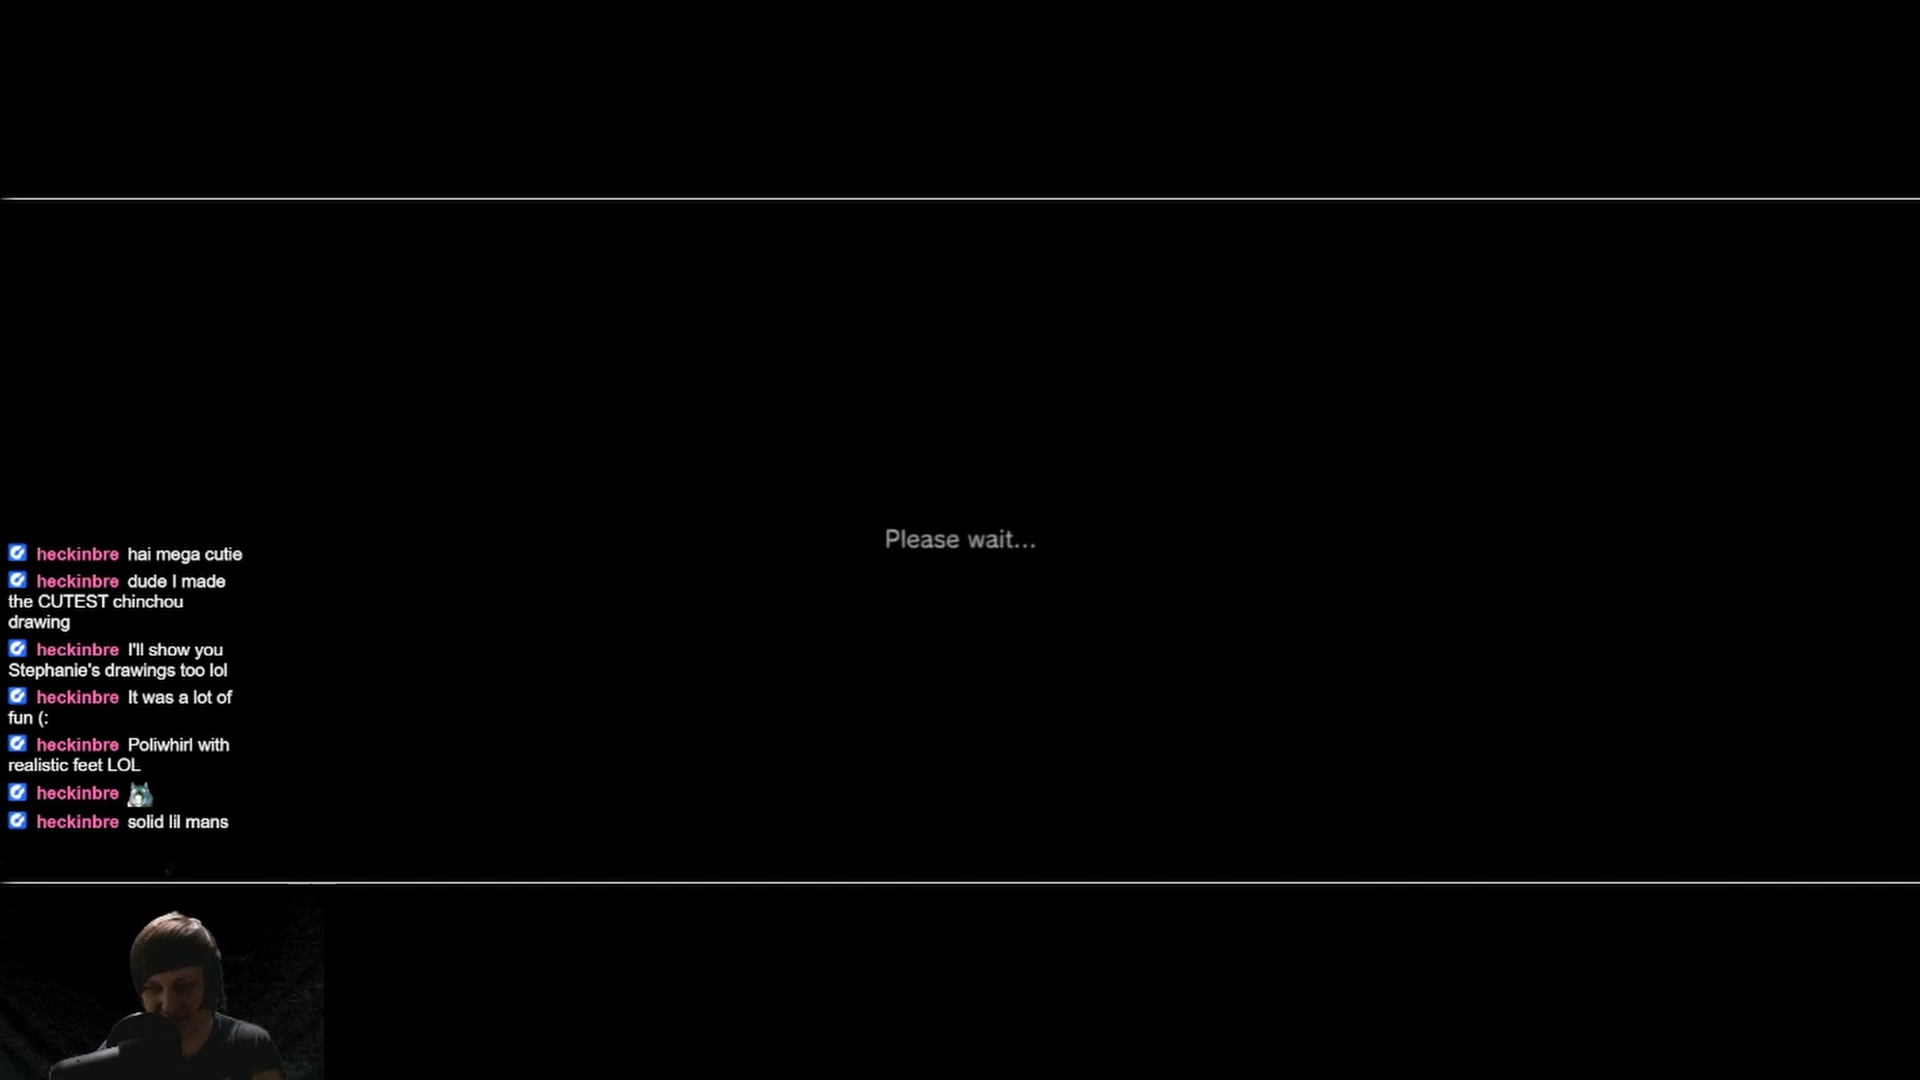 Please wait...
heckinbre hai mega cutie
heckinbre dude I made
the CUTEST chinchou
drawing
heckinbre I'll show you
Stephanie's drawings too lol
heckinbre It was a lot of
fun (:
heckinbre Poliwhirl with
realistic feet LOL
heckinbre
heckinbre solid lil mans